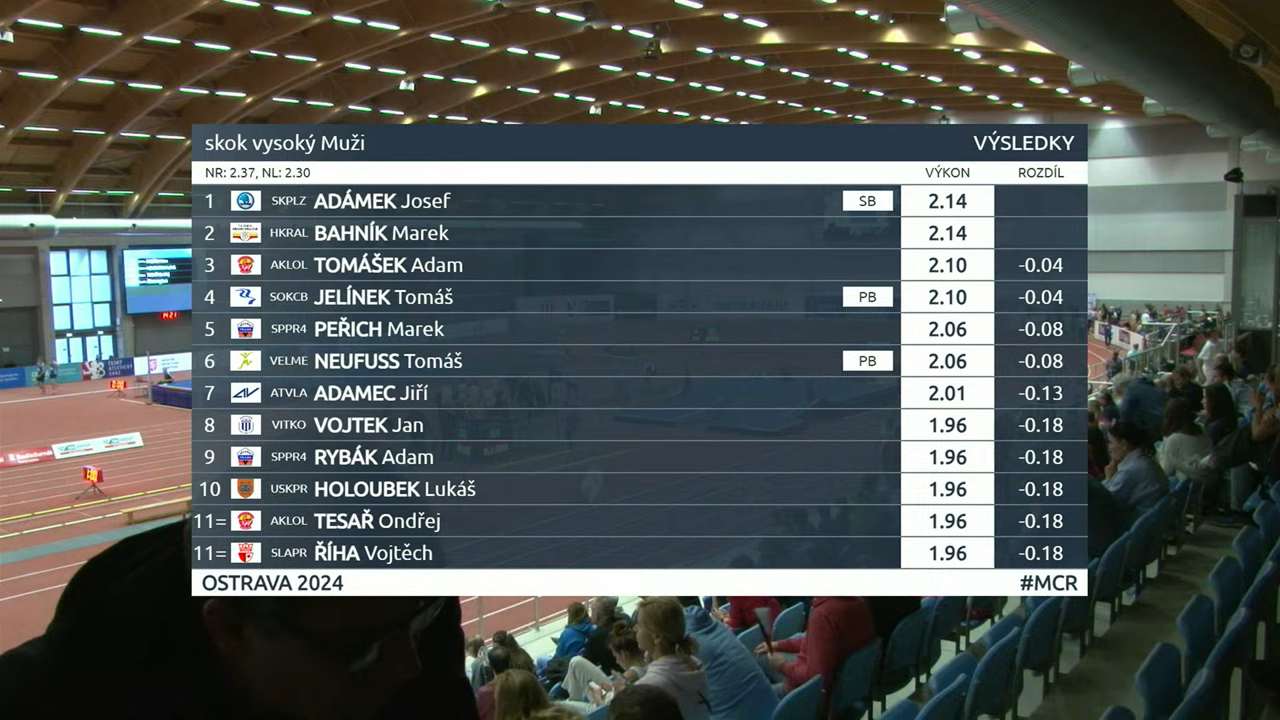 skok vysoký Muži VÝSLEDKY
NR: 2.37, NL: 2.30 VÝKON ROZDÍL
1 SKPLZ ADÁMEK Josef SB 2.14
2 HKRAL BAHNÍK Marek 2.14
3 AKLOL TOMÁŠEK Adam 2.10 -0.04
4 SOKCB JELÍNEK Tomáš PB 2.10 -0.04
5 SPPR4 PEŘICH Marek 2.06 -0.08
6 VELME NEUFUSS Tomáš PB 2.06 -0.08
7 ATVLA ADAMEC Jiří 2.01 -0.13
8 VITKO VOJTEK Jan 1.96 -0.18
9 SPPR4 RYBÁK Adam 1.96 -0.18
10 USKPR HOLOUBEK Lukáš 1.96 -0.18
11= AKLOL TESAŘ Ondřej 1.96 -0.18
11= SLAPR ŘÍHA Vojtěch 1.96 -0.18
OSTRAVA 2024 #MCR